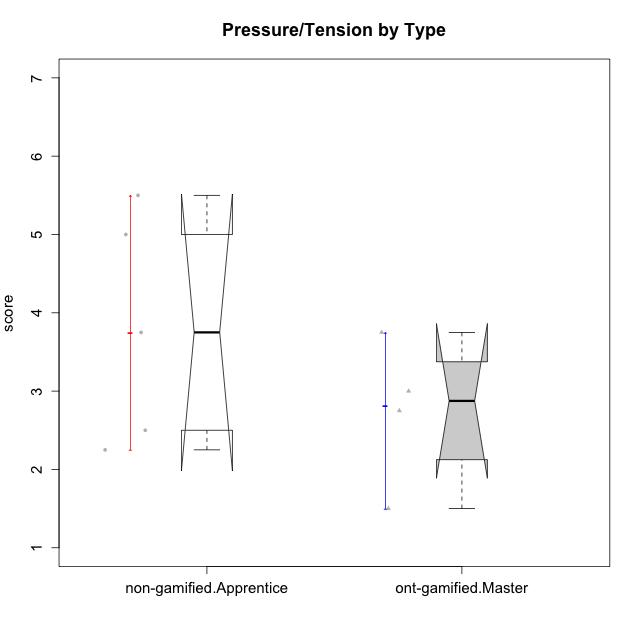 Pressure/Tension by Type
7
6
5
4
3
2
1
score
non-gamified.Apprentice
ont-gamified.Master